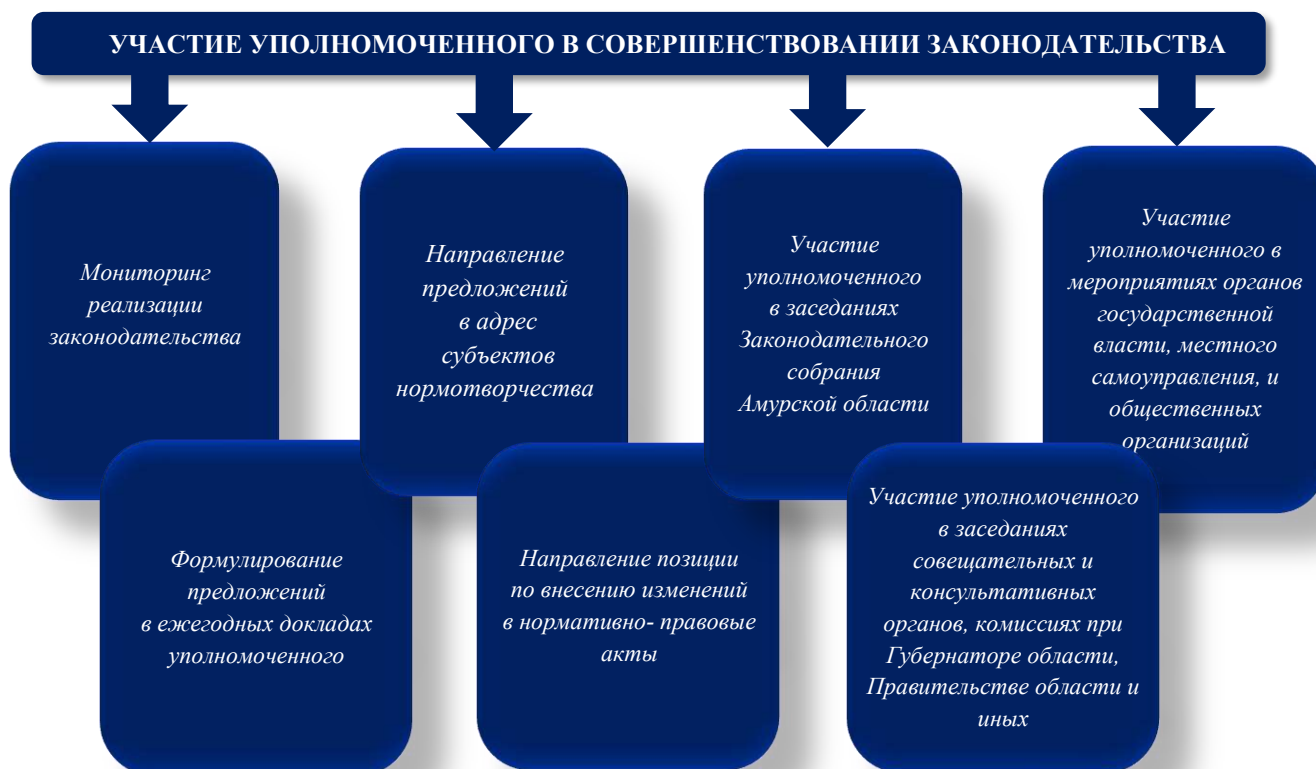 УЧАСТИЕ УПОЛНОМОЧЕННОГО В СОВЕРШЕНСТВОВАНИИ ЗАКОНОДАТЕЛЬСТВА
Мониторинг
реализации
законодательства
Направление
предложений
в адрес
субъектов
нормотворчества
Участие
уполномоченного
в заседаниях
Законодательного
собрания
Амурской области
Участие
уполномоченного в
мероприятиях органов
государственной
власти, местного
самоуправления, и
общественных
организаций
Формулирование
предложений
в ежегодных докладах
уполномоченного
Направление позиции
по внесению изменений
в нормативно- правовые
акты
Участие уполномоченного
в заседаниях
совещательных и
консультативных
органов, комиссиях при
Губернаторе области,
Правительстве области и
иных